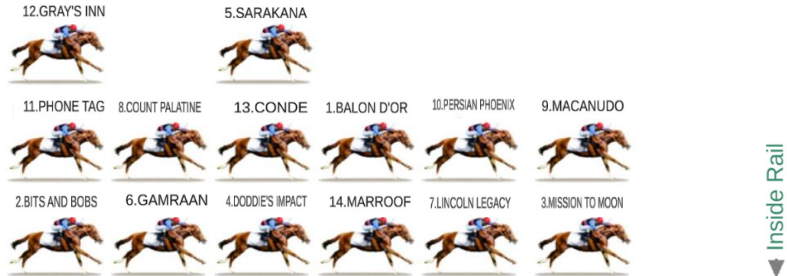 12.GRAY'S INN
5.SARAKANA
11.PHONE TAG
8.COUNT PALATINE
13.CONDE
1.BALON D'OR
10.PERSIAN PHOENIX
9.MACANUDO
2.BITS AND BOBS
6.GAMRAAN
4.DODDIE'S IMPACT
14.MARROOF
7.LINCOLN LEGACY
3.MISSION TO MOON
Inside Rail